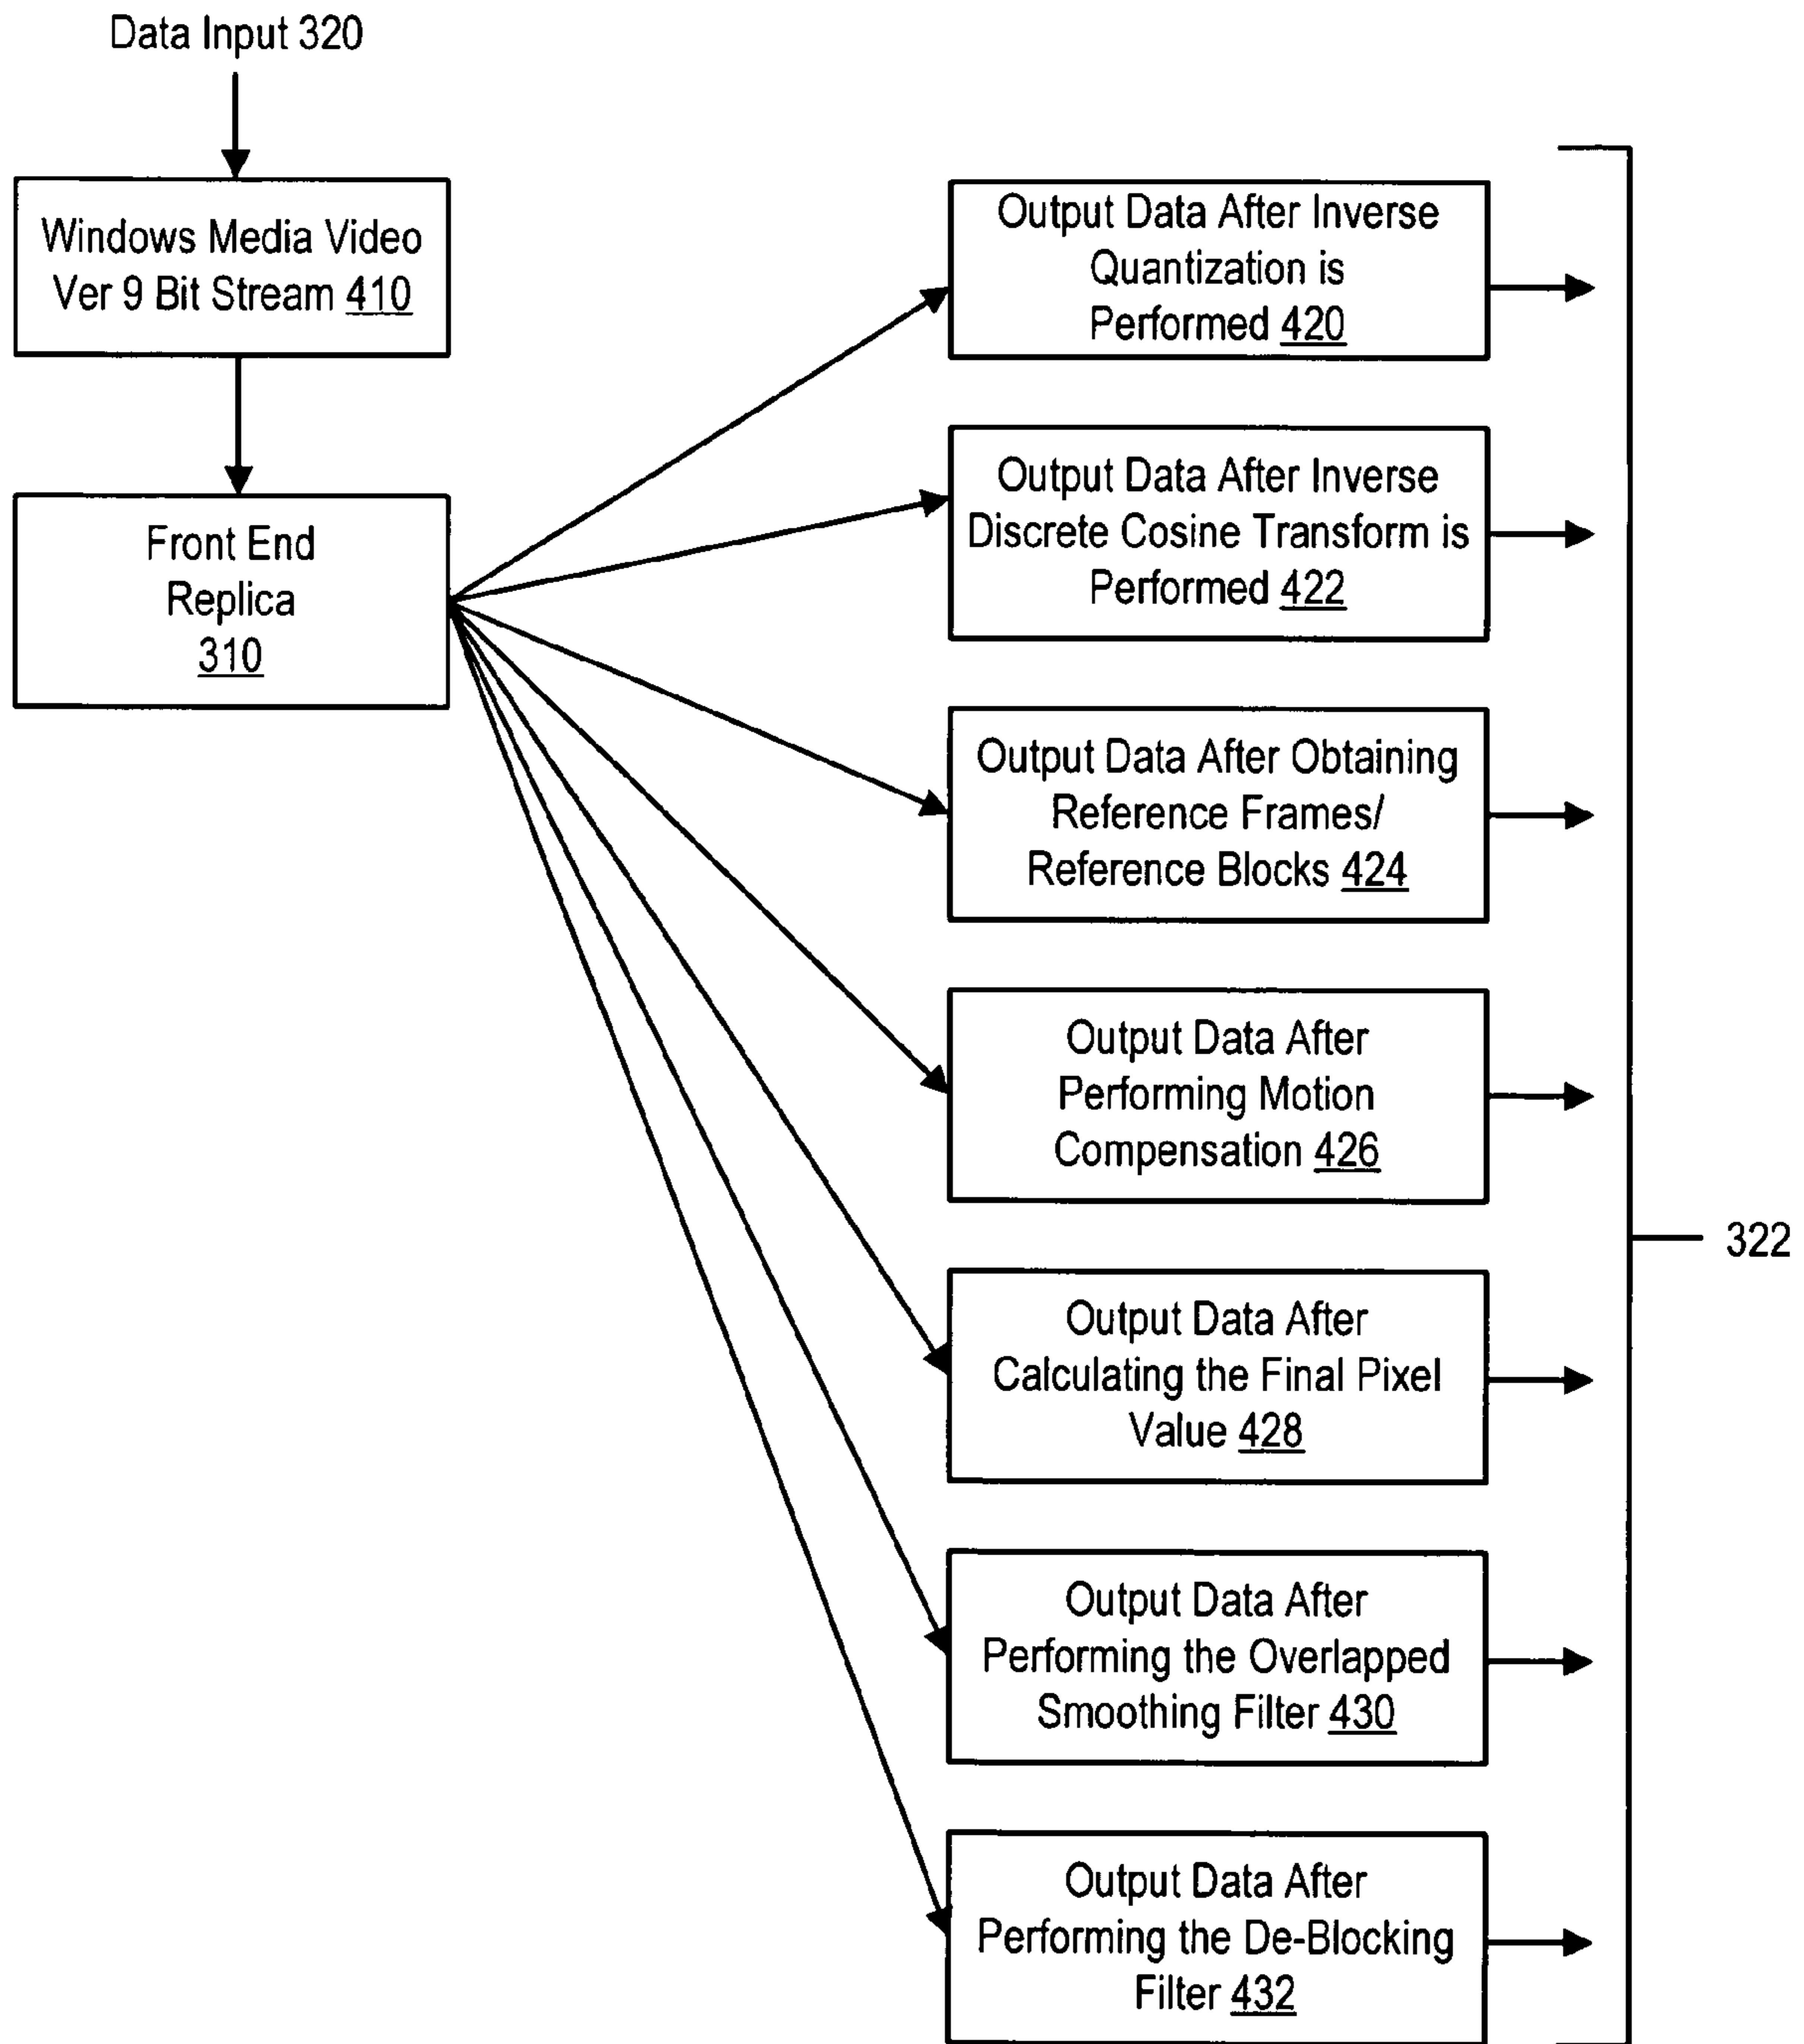 Data Input 320
Windows Media Video
Ver 9 Bit Stream 410
Front End
Replica
310
Output Data After Inverse
Quantization is
Performed 420
Output Data After Inverse
Discrete Cosine Transform is
Performed 422
Output Data After Obtaining
Reference Frames/
Reference Blocks 424
Output Data After
Performing Motion
Compensation 426
Output Data After
Calculating the Final Pixel
Value 428
Output Data After
Performing the Overlapped
Smoothing Filter 430
Output Data After
Performing the De-Blocking
Filter 432
322